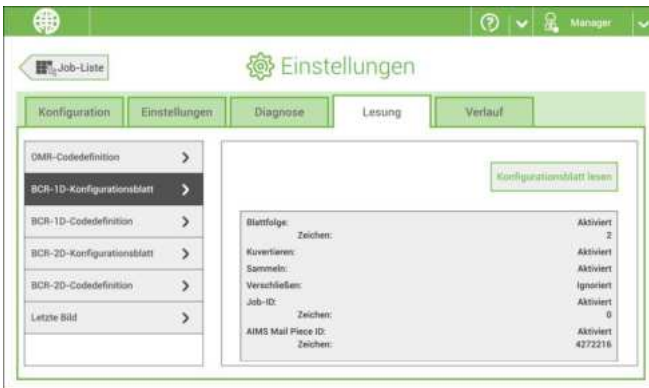 Manager
Job-Liste
Einstellungen
Konfiguration
Einstellungen
Diagnose
Lesung
Verlauf
OMR-Codedefinition
BCR-1D-Konfigurationsblatt
BCR-1D-Codedefinition
BCR-2D-Konfigurationsblatt
BCR-2D-Codedefinition
Letzte Bild
Konfigurationsblatt lesen
Blattfolge: Aktiviert
Zeichen: 2
Kuvertieren: Aktiviert
Sammeln: Aktiviert
Verschließen: Ignoriert
Job-ID: Aktiviert
Zeichen: 0
AIMS Mail Piece ID: Aktiviert
Zeichen: 4272216